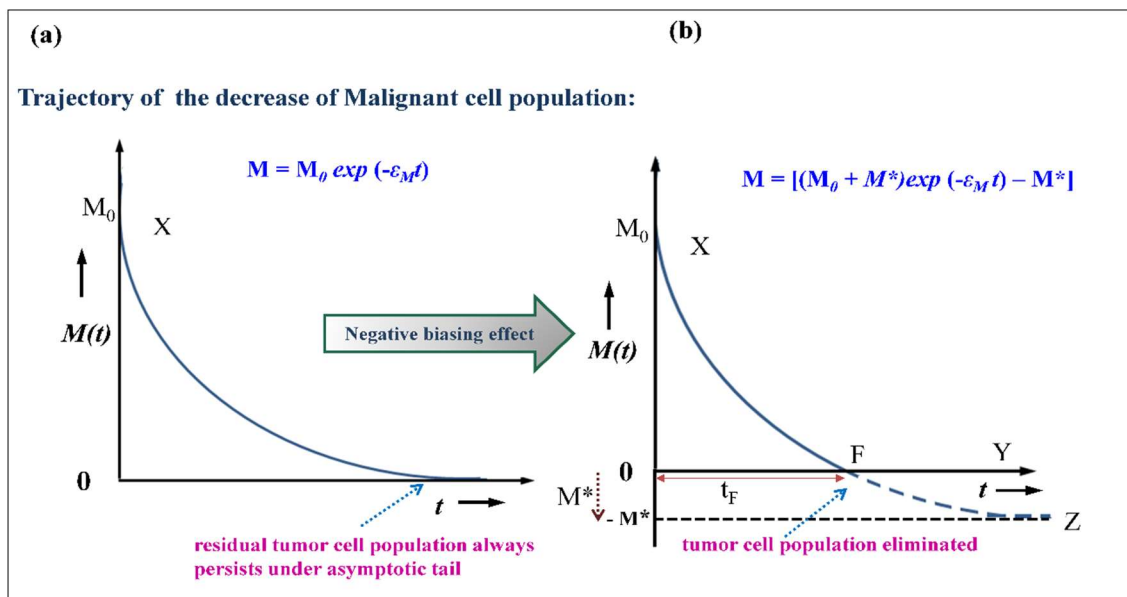 (a)
(b)
Trajectory of the decrease of Malignant cell population:
M = M₀ exp (-εₘt)
M = [(M₀ + M*)exp (-εₘ t) – M*]
M₀
X
M(t)
0
t
Negative biasing effect
residual tumor cell population always
persists under asymptotic tail
M₀
X
M(t)
0
F
Y
t_F
t
M*
- M*
Z
tumor cell population eliminated